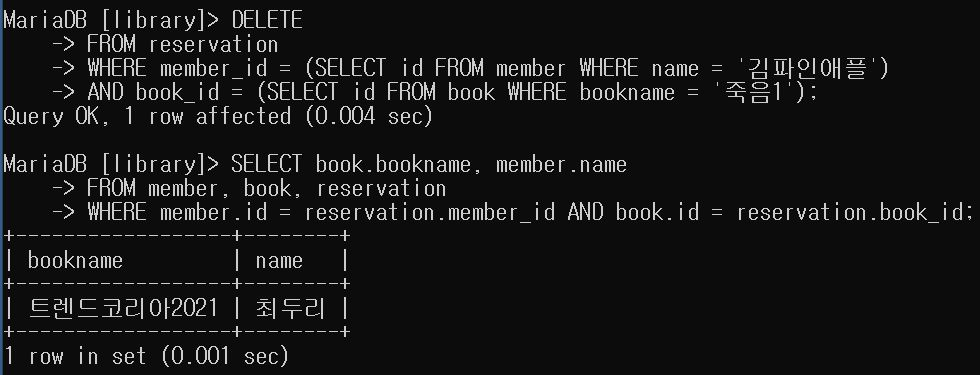 MariaDB [library]> DELETE
    -> FROM reservation
    -> WHERE member_id = (SELECT id FROM member WHERE name = '김파인애플')
    -> AND book_id = (SELECT id FROM book WHERE bookname = '죽음1');
Query OK, 1 row affected (0.004 sec)

MariaDB [library]> SELECT book.bookname, member.name
    -> FROM member, book, reservation
    -> WHERE member.id = reservation.member_id AND book.id = reservation.book_id;
+------------------+--------+
| bookname         | name   |
+------------------+--------+
| 트렌드코리아2021 | 최두리 |
+------------------+--------+
1 row in set (0.001 sec)